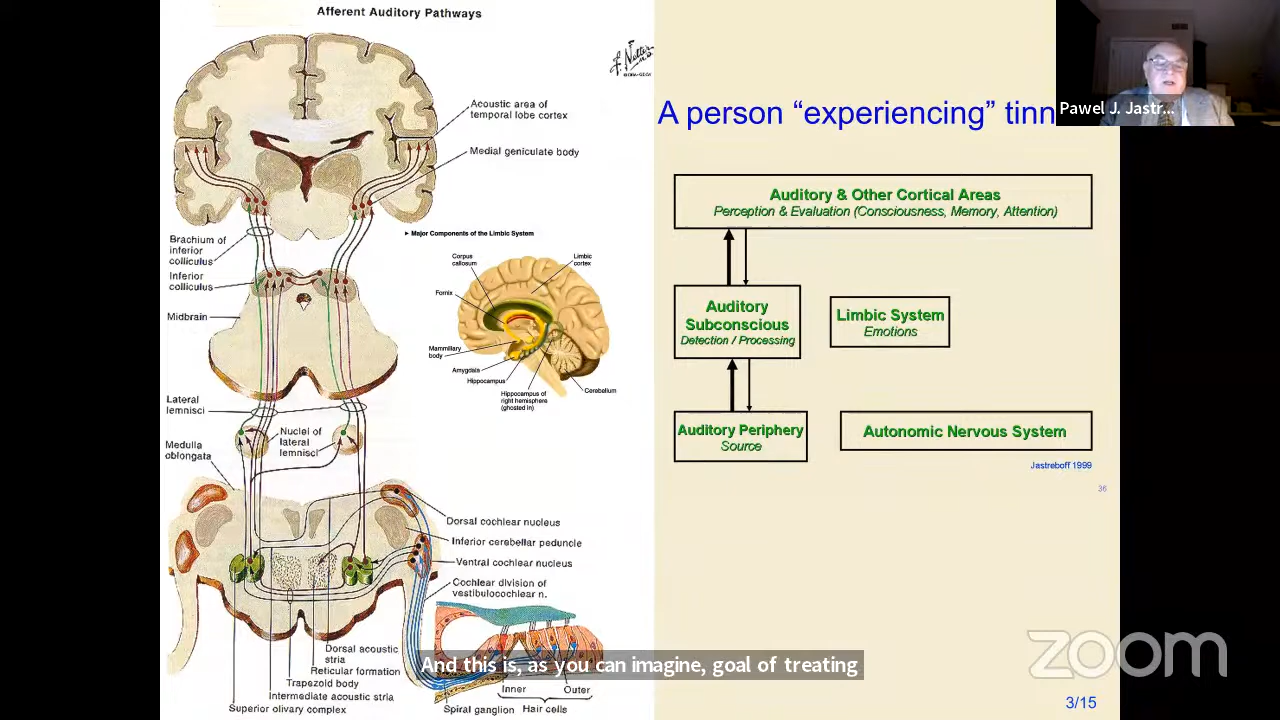 Afferent Auditory Pathways
Acoustic area of
temporal lobe cortex
Medial geniculate body
Brachium of
inferior
colliculus
Inferior
colliculus
Midbrain
Lateral
lemnisci
Nuclei of
lateral
lemnisci
Medulla
oblongata
Dorsal cochlear nucleus
Inferior cerebellar peduncle
Ventral cochlear nucleus
Cochlear division of
vestibulocochlear n.
Dorsal acoustic
stria
Reticular formation
Trapezoid body
Intermediate acoustic stria
Superior olivary complex
Inner
Outer
Spiral ganglion
Hair cells
Major Components of the Limbic System
Corpus
callosum
Limbic
cortex
Fornix
Mammillary
body
Amygdala
Hippocampus
Hippocampus of
right hemisphere
(ghosted in)
Cerebellum
A person “experiencing” tinn
Auditory & Other Cortical Areas
Perception & Evaluation (Consciousness, Memory, Attention)
Auditory
Subconscious
Detection / Processing
Limbic System
Emotions
Auditory Periphery
Source
Autonomic Nervous System
Jastreboff 1999
36
Pawel J. Jastr...
And this is, as you can imagine, goal of treating
zoom
3/15